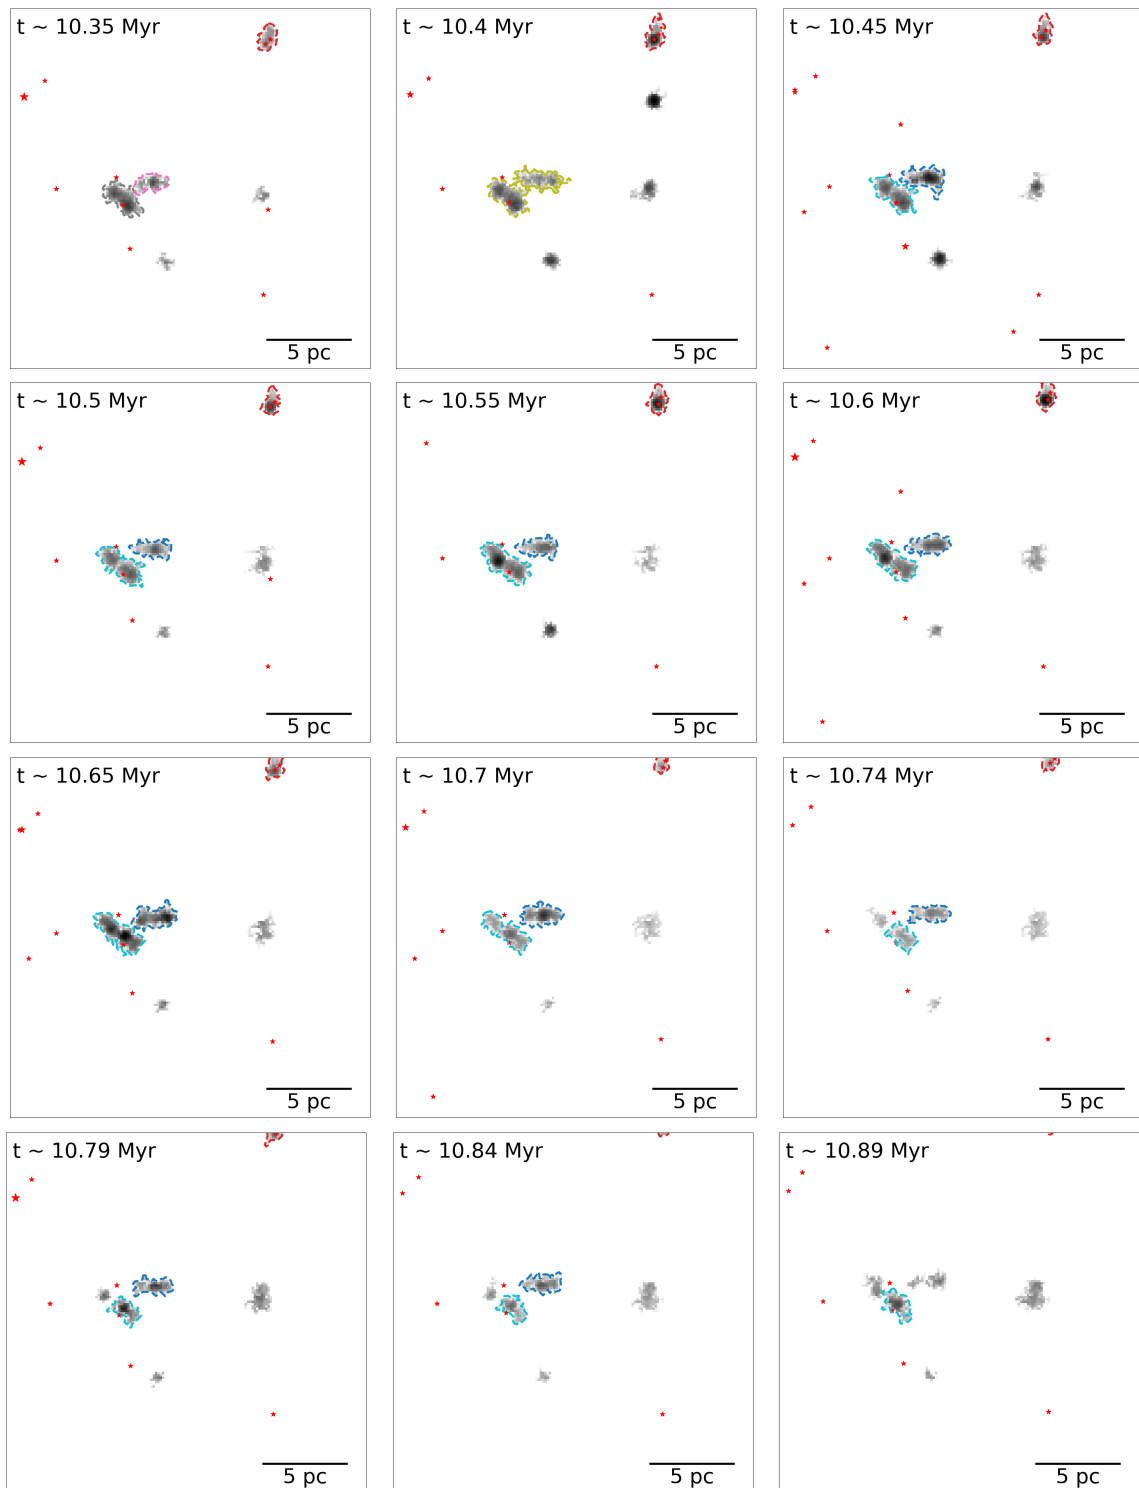 t ~ 10.35 Myr
t ~ 10.4 Myr
t ~ 10.45 Myr
5 pc
5 pc
5 pc
t ~ 10.5 Myr
t ~ 10.55 Myr
t ~ 10.6 Myr
5 pc
5 pc
5 pc
t ~ 10.65 Myr
t ~ 10.7 Myr
t ~ 10.74 Myr
5 pc
5 pc
5 pc
t ~ 10.79 Myr
t ~ 10.84 Myr
t ~ 10.89 Myr
5 pc
5 pc
5 pc